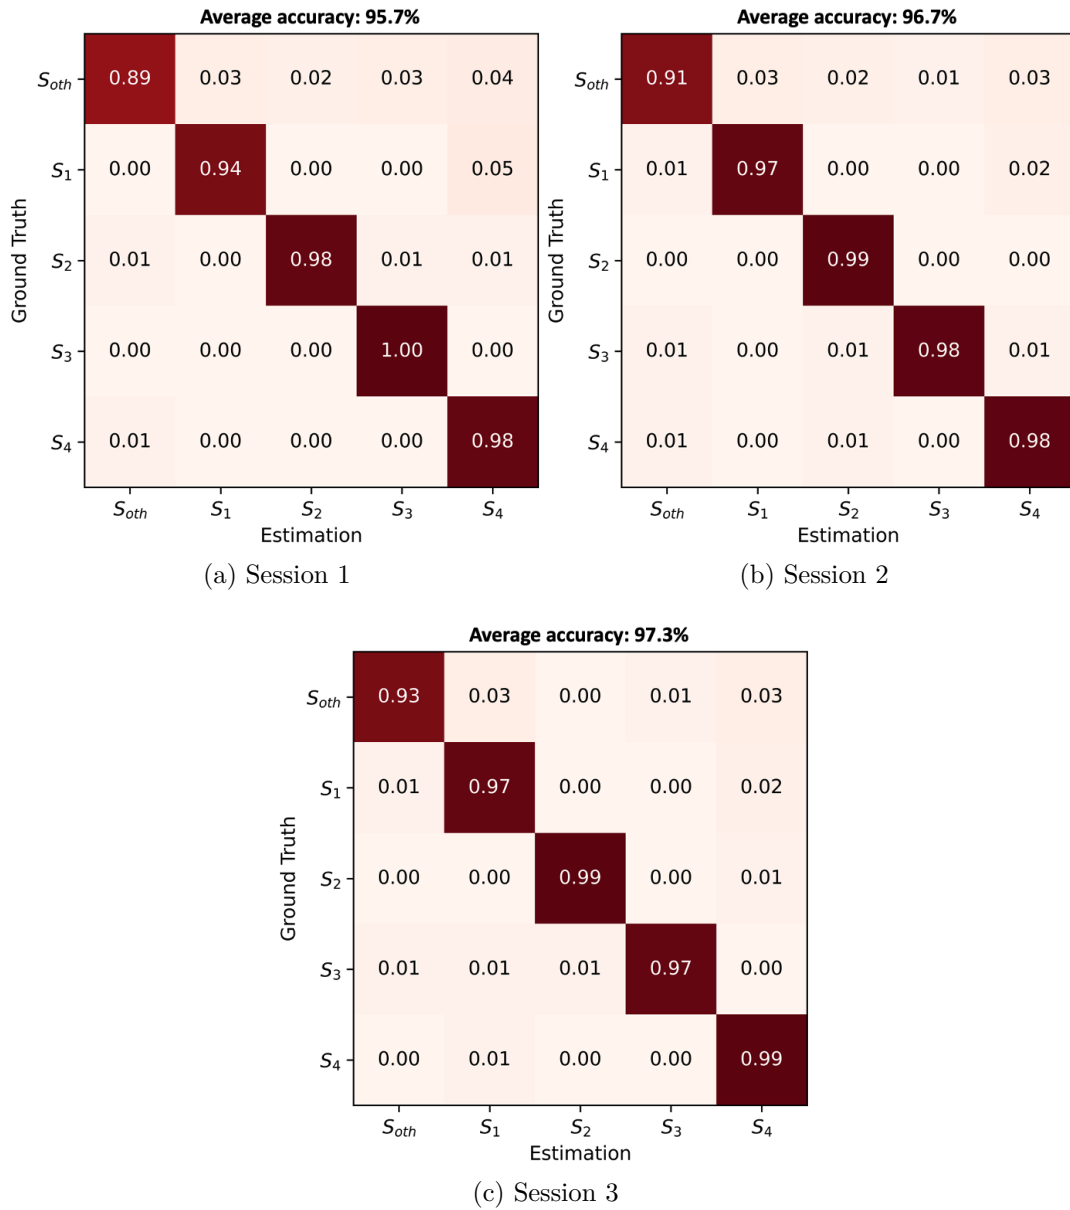 Average accuracy: 95.7%
Ground Truth
S_oth 0.89 0.03 0.02 0.03 0.04
S_1 0.00 0.94 0.00 0.00 0.05
S_2 0.01 0.00 0.98 0.01 0.01
S_3 0.00 0.00 0.00 1.00 0.00
S_4 0.01 0.00 0.00 0.00 0.98
S_oth S_1 S_2 S_3 S_4
Estimation
(a) Session 1
Average accuracy: 96.7%
Ground Truth
S_oth 0.91 0.03 0.02 0.01 0.03
S_1 0.01 0.97 0.00 0.00 0.02
S_2 0.00 0.00 0.99 0.00 0.00
S_3 0.01 0.00 0.01 0.98 0.01
S_4 0.01 0.00 0.01 0.00 0.98
S_oth S_1 S_2 S_3 S_4
Estimation
(b) Session 2
Average accuracy: 97.3%
Ground Truth
S_oth 0.93 0.03 0.00 0.01 0.03
S_1 0.01 0.97 0.00 0.00 0.02
S_2 0.00 0.00 0.99 0.00 0.01
S_3 0.01 0.01 0.01 0.97 0.00
S_4 0.00 0.01 0.00 0.00 0.99
S_oth S_1 S_2 S_3 S_4
Estimation
(c) Session 3